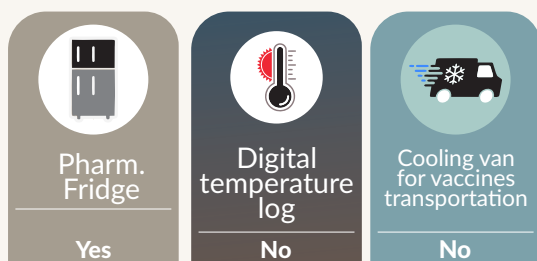 Pharm.
Fridge
Yes
Digital
temperature
log
No
Cooling van
for vaccines
transportation
No